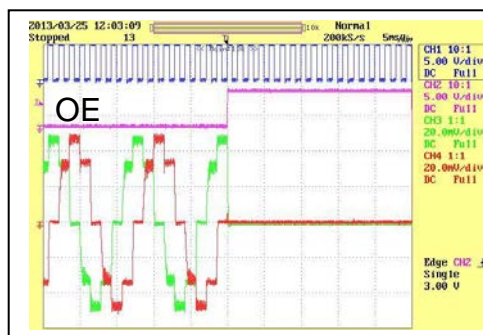 2013/03/25 12:03:09
Stopped 13
10k
Normal
200kS/s 5ms/div
CH1 10:1
5.00 V/div
DC Full
CH2 10:1
5.00 V/div
DC Full
CH3 1:1
20.0mV/div
DC Full
CH4 1:1
20.0mV/div
DC Full
OE
Edge CH2
Single
3.00 V